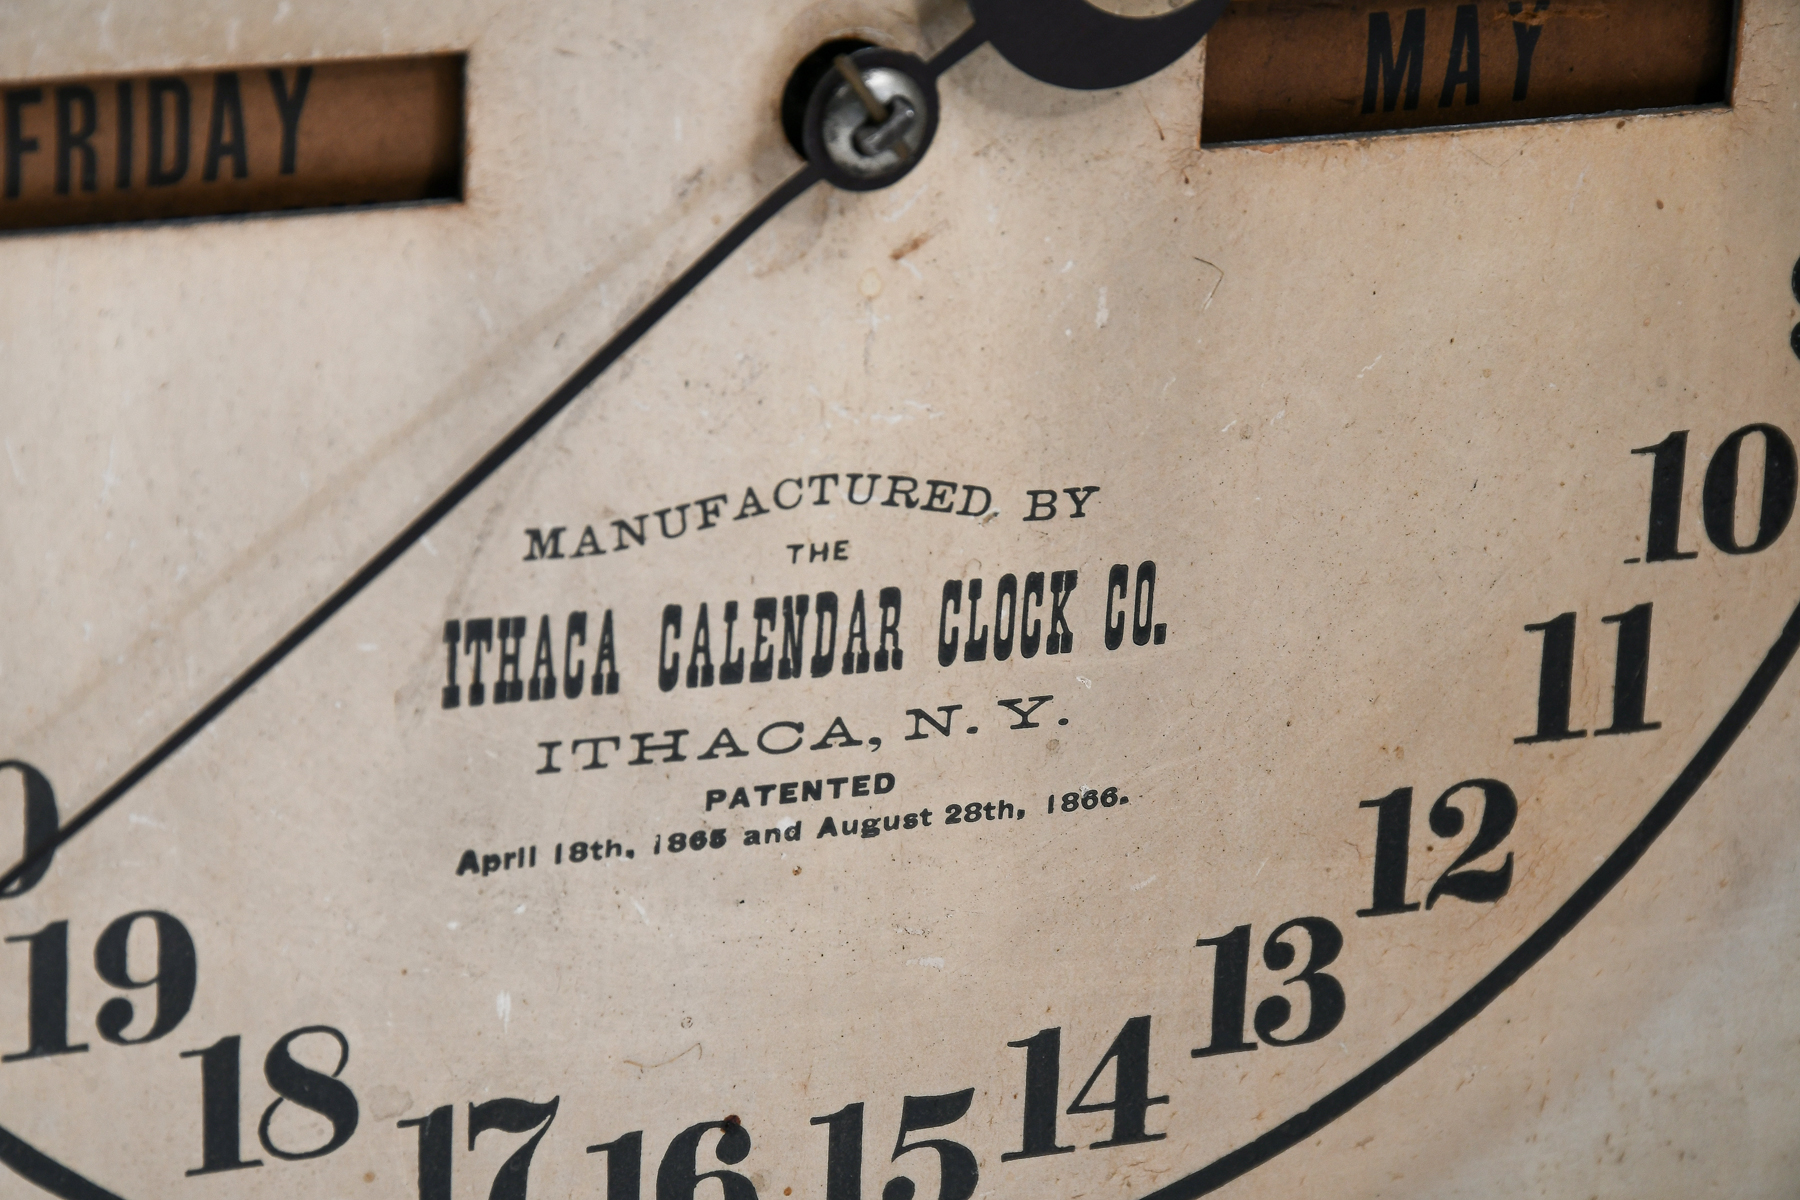 FRIDAY
MAY
MANUFACTURED BY
THE
ITHACA CALENDAR CLOCK CO.
ITHACA, N. Y.
PATENTED
April 18th, 1865 and August 28th, 1866.
10
11
12
13
14
15
16
17
18
19